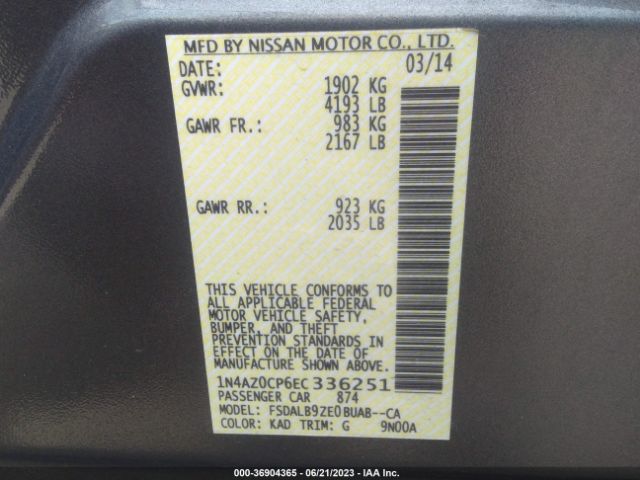 MFD BY NISSAN MOTOR CO., LTD.
DATE: 03/14
GVWR: 1902 KG
4193 LB
GAWR FR.: 983 KG
2167 LB
GAWR RR.: 923 KG
2035 LB
THIS VEHICLE CONFORMS TO
ALL APPLICABLE FEDERAL
MOTOR VEHICLE SAFETY,
BUMPER, AND THEFT
PREVENTION STANDARDS IN
EFFECT ON THE DATE OF
MANUFACTURE SHOWN ABOVE.
1N4AZ0CP6EC336251
PASSENGER CAR 874
MODEL: FSDALB9ZE0BUAB--CA
COLOR: KAD TRIM: G 9N00A
000-36904365 - 06/21/2023 - IAA Inc.